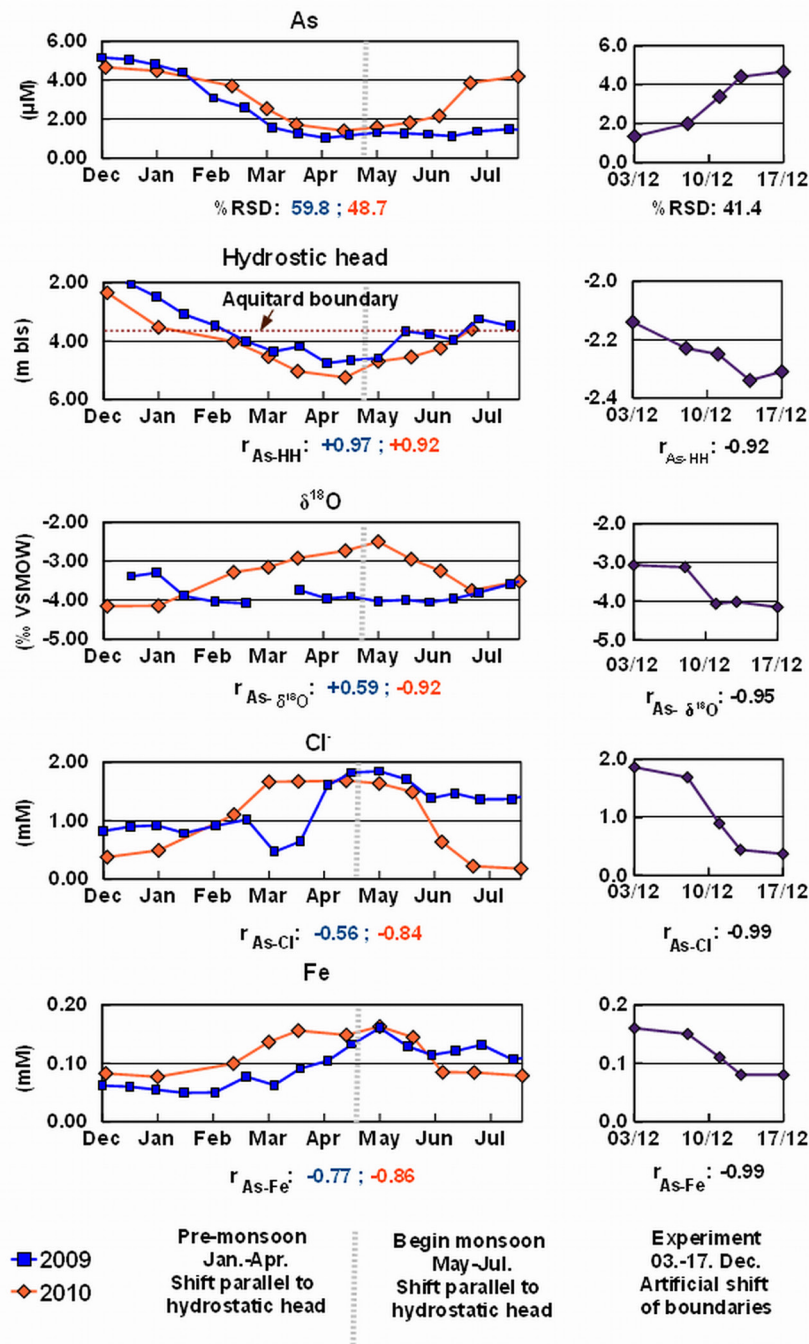 As
6.00
4.00
2.00
0.00
(µM)
Dec Jan Feb Mar Apr May Jun Jul
%RSD: 59.8 ; 48.7
6.0
4.0
2.0
0.0
03/12 10/12 17/12
%RSD: 41.4
Hydrostic head
2.00
4.00
6.00
(m bls)
Aquitard boundary
Dec Jan Feb Mar Apr May Jun Jul
r As-HH: +0.97 ; +0.92
-2.0
-2.2
-2.4
03/12 10/12 17/12
r As-HH: -0.92
δ¹⁸O
-2.00
-3.00
-4.00
-5.00
(‰ VSMOW)
Dec Jan Feb Mar Apr May Jun Jul
r As-δ¹⁸O: +0.59 ; -0.92
-2.0
-3.0
-4.0
-5.0
03/12 10/12 17/12
r As-δ¹⁸O: -0.95
Cl⁻
2.00
1.00
0.00
(mM)
Dec Jan Feb Mar Apr May Jun Jul
r As-Cl: -0.56 ; -0.84
2.0
1.0
0.0
03/12 10/12 17/12
r As-Cl: -0.99
Fe
0.20
0.10
0.00
(mM)
Dec Jan Feb Mar Apr May Jun Jul
r As-Fe: -0.77 ; -0.86
0.2
0.1
0.0
03/12 10/12 17/12
r As-Fe: -0.99
2009
2010
Pre-monsoon
Jan.-Apr.
Shift parallel to
hydrostatic head
Begin monsoon
May-Jul.
Shift parallel to
hydrostatic head
Experiment
03.-17. Dec.
Artificial shift
of boundaries